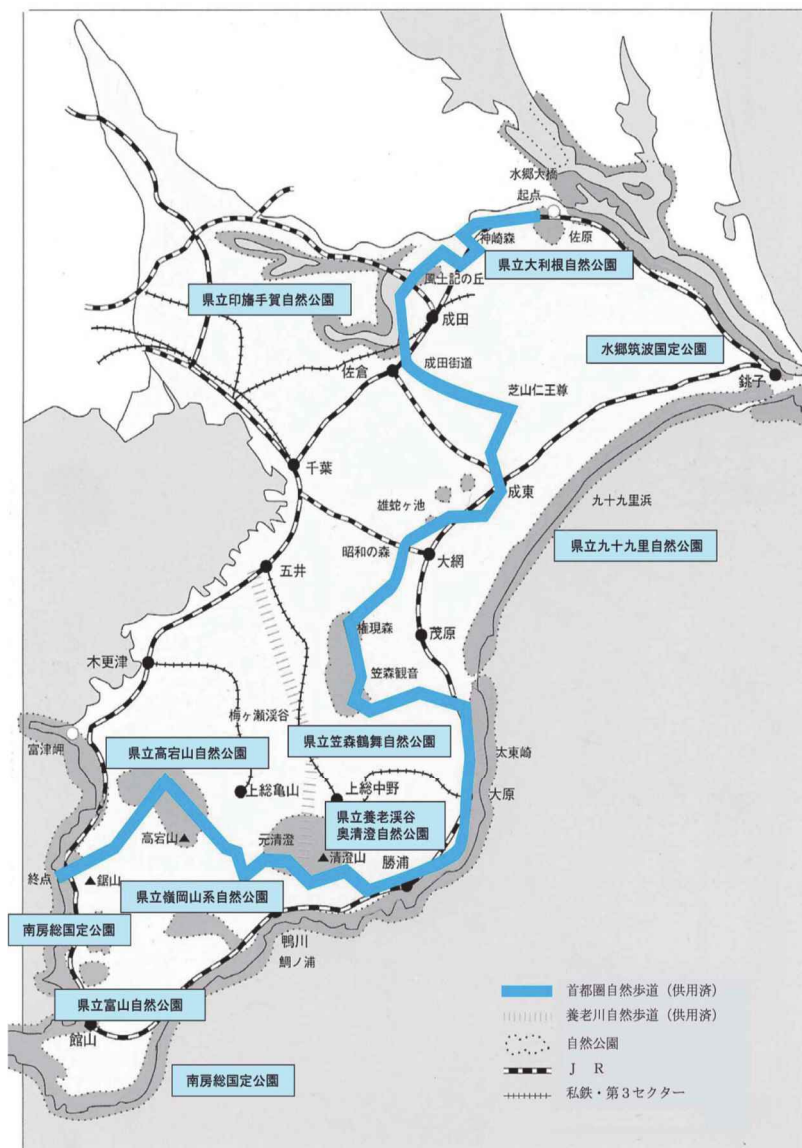 水郷大橋
起点
神崎森
佐原
県立大利根自然公園
風土記の丘
県立印旛手賀自然公園
成田
水郷筑波国定公園
成田街道
佐倉
銚子
芝山仁王尊
千葉
成東
九十九里浜
雄蛇ヶ池
県立九十九里自然公園
昭和の森
大網
五井
権現森
茂原
木更津
笠森観音
梅ヶ瀬渓谷
県立笠森鶴舞自然公園
富津岬
県立高宕山自然公園
太東崎
上総亀山
上総中野
大原
県立養老渓谷
奥清澄自然公園
高宕山
元清澄
清澄山
勝浦
終点
鋸山
県立嶺岡山系自然公園
南房総国定公園
鴨川
鯛ノ浦
県立富山自然公園
館山
南房総国定公園
首都圏自然歩道（供用済）
養老川自然歩道（供用済）
自然公園
J R
私鉄・第3セクター